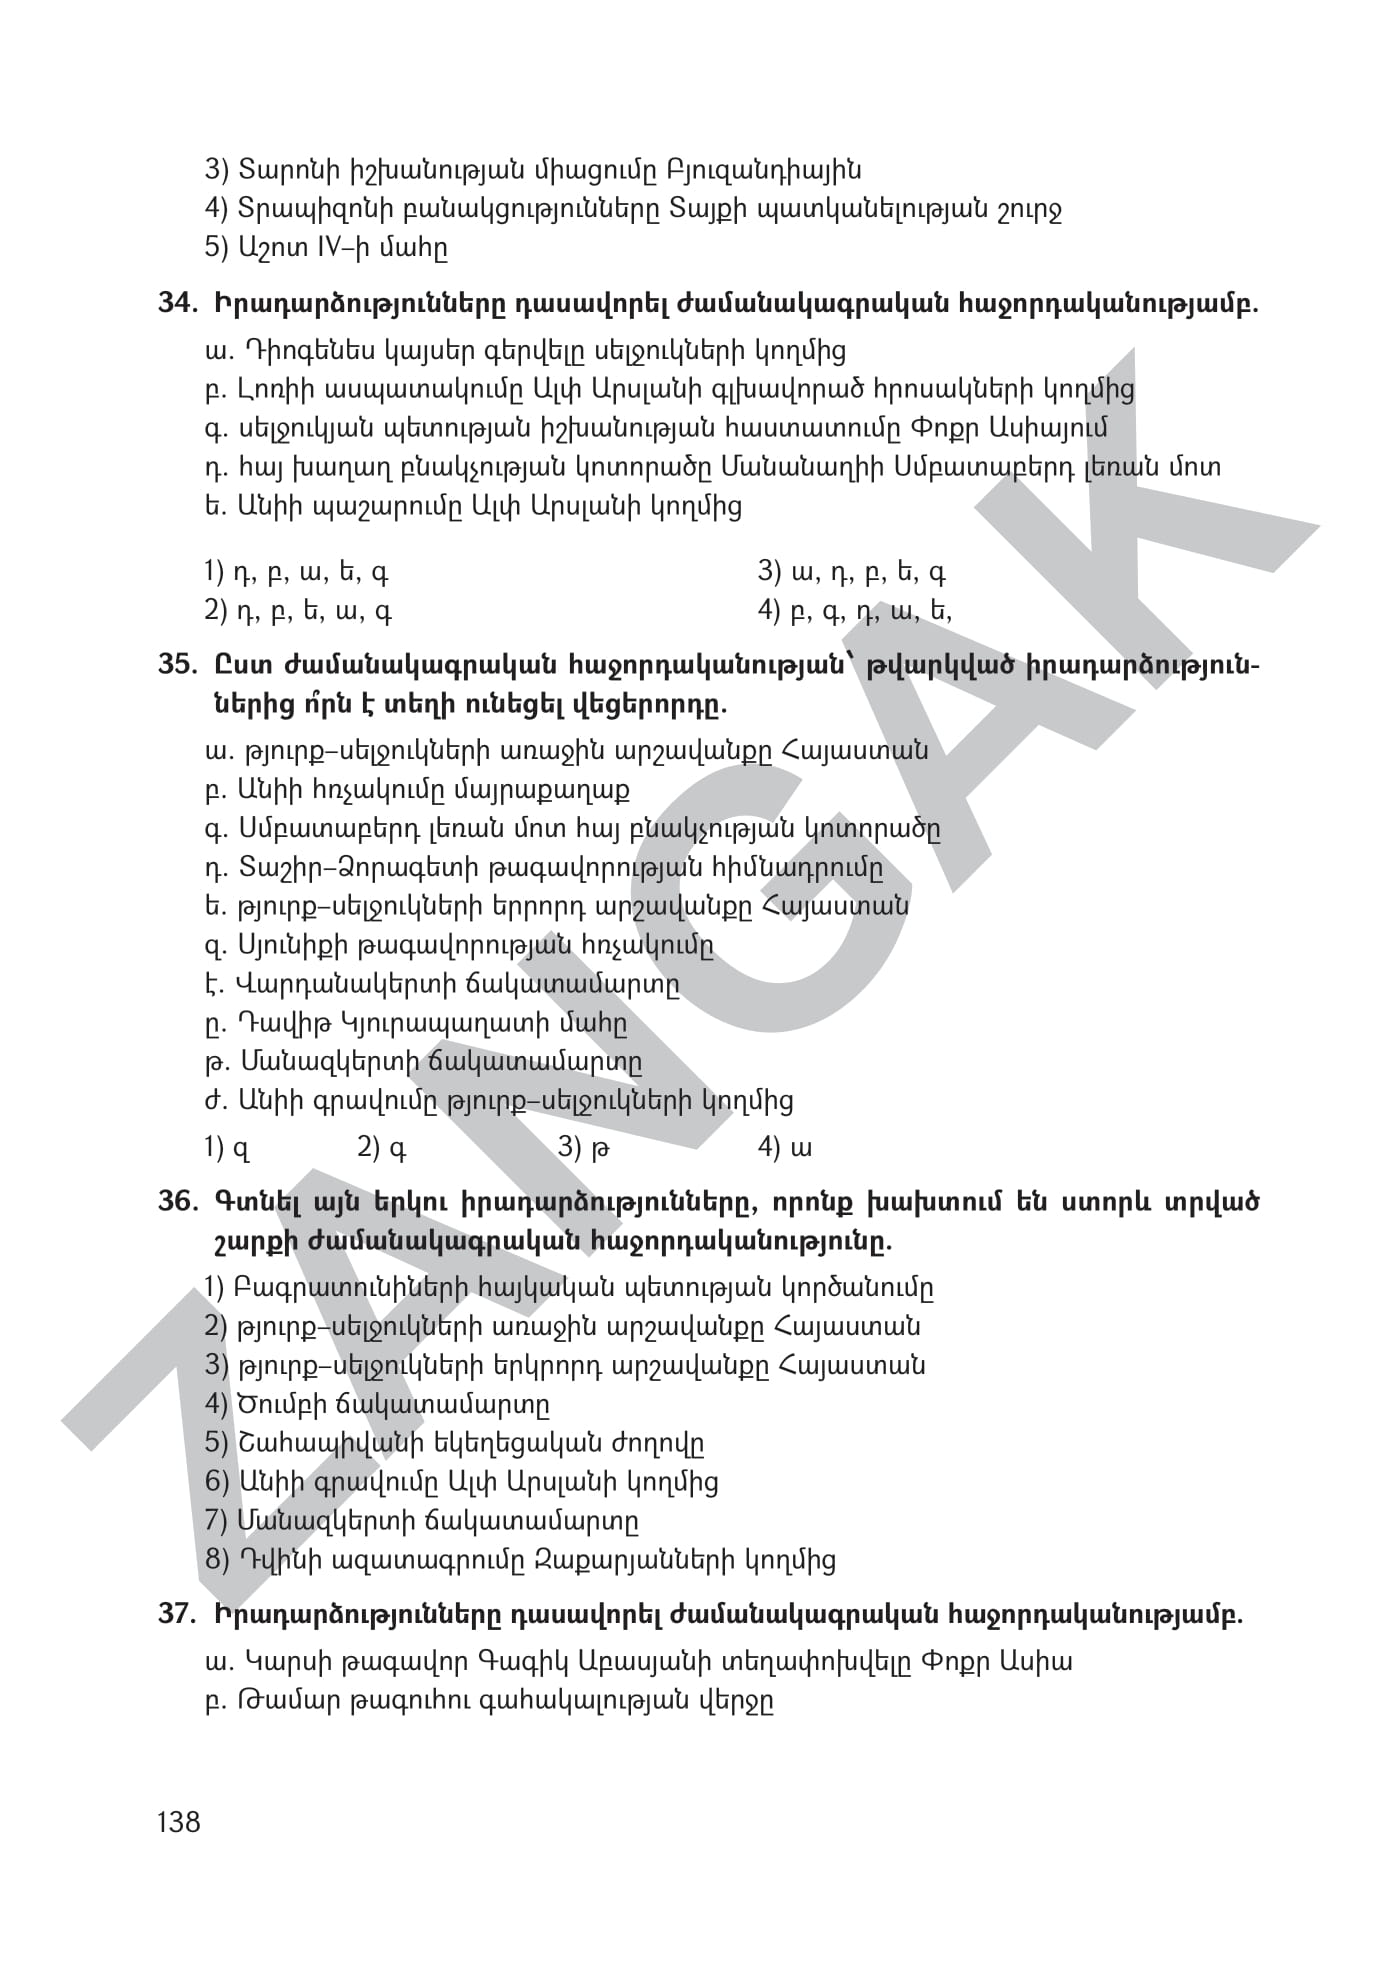 3) Տարոնի իշխանության միացումը Բյուզանդիային
4) Տրապիզոնի բանակցությունները Տայքի պատկանելության շուրջ
5) Աշոտ IV–ի մահը
34. Իրադարձությունները դասավորել ժամանակագրական հաջորդականությամբ.
ա. Դիոգենես կայսեր գերվելը սելջուկների կողմից
բ. Լոռիի ասպատակումը Ալփ Արսլանի գլխավորած հրոսակների կողմից
գ. սելջուկյան պետության իշխանության հաստատումը Փոքր Ասիայում
դ. հայ խաղաղ բնակչության կոտորածը Մանանաղիի Սմբատաբերդ լեռան մոտ
ե. Անիի պաշարումը Ալփ Արսլանի կողմից
1) դ, բ, ա, ե, գ 3) ա, դ, բ, ե, գ
2) դ, բ, ե, ա, գ 4) բ, գ, դ, ա, ե,
35. Ըստ ժամանակագրական հաջորդականության՝ թվարկված իրադարձություն-
ներից ո՞րն է տեղի ունեցել վեցերորդը.
ա. թյուրք–սելջուկների առաջին արշավանքը Հայաստան
բ. Անիի հռչակումը մայրաքաղաք
գ. Սմբատաբերդ լեռան մոտ հայ բնակչության կոտորածը
դ. Տաշիր–Ձորագետի թագավորության հիմնադրումը
ե. թյուրք–սելջուկների երրորդ արշավանքը Հայաստան
զ. Սյունիքի թագավորության հռչակումը
է. Վարդանակերտի ճակատամարտը
ը. Դավիթ Կյուրապաղատի մահը
թ. Մանազկերտի ճակատամարտը
ժ. Անիի գրավումը թյուրք–սելջուկների կողմից
1) զ 2) գ 3) թ 4) ա
36. Գտնել այն երկու իրադարձությունները, որոնք խախտում են ստորև տրված
շարքի ժամանակագրական հաջորդականությունը.
1) Բագրատունիների հայկական պետության կործանումը
2) թյուրք–սելջուկների առաջին արշավանքը Հայաստան
3) թյուրք–սելջուկների երկրորդ արշավանքը Հայաստան
4) Ծումբի ճակատամարտը
5) Շահապիվանի եկեղեցական ժողովը
6) Անիի գրավումը Ալփ Արսլանի կողմից
7) Մանազկերտի ճակատամարտը
8) Դվինի ազատագրումը Զաքարյանների կողմից
37. Իրադարձությունները դասավորել ժամանակագրական հաջորդականությամբ.
ա. Կարսի թագավոր Գագիկ Աբասյանի տեղափոխվելը Փոքր Ասիա
բ. Թամար թագուհու գահակալության վերջը
138
ZANGAK